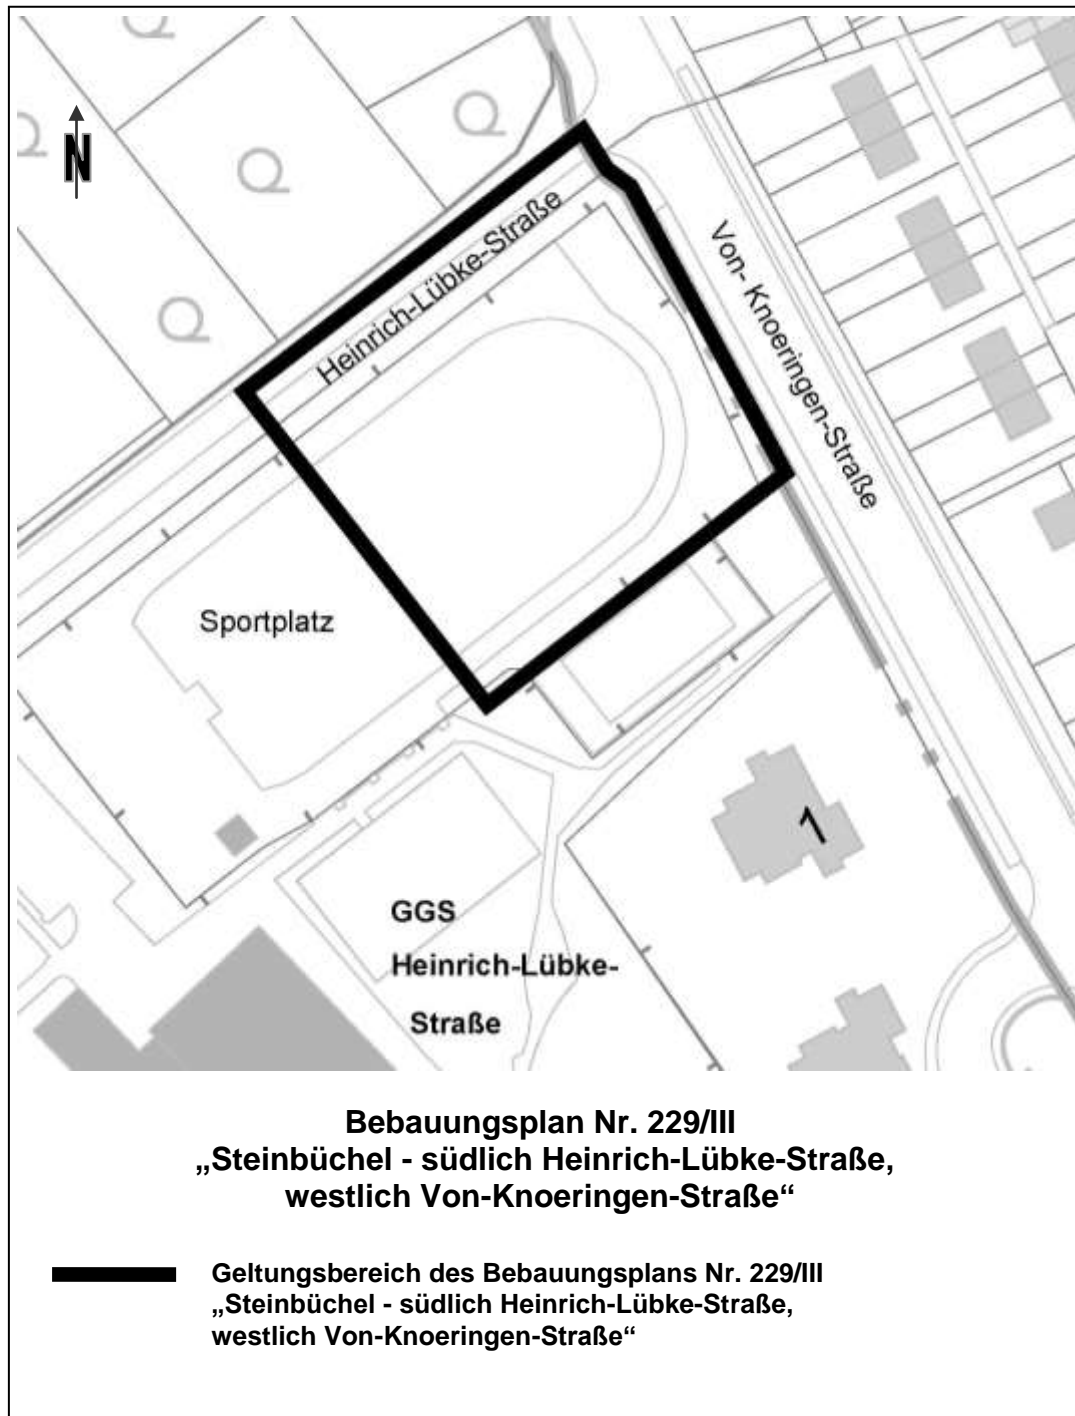 N
Heinrich-Lübke-Straße
Von- Knoeringen-Straße
Sportplatz
1
GGS
Heinrich-Lübke-
Straße
Bebauungsplan Nr. 229/III
„Steinbüchel - südlich Heinrich-Lübke-Straße,
westlich Von-Knoeringen-Straße“
Geltungsbereich des Bebauungsplans Nr. 229/III
„Steinbüchel - südlich Heinrich-Lübke-Straße,
westlich Von-Knoeringen-Straße“